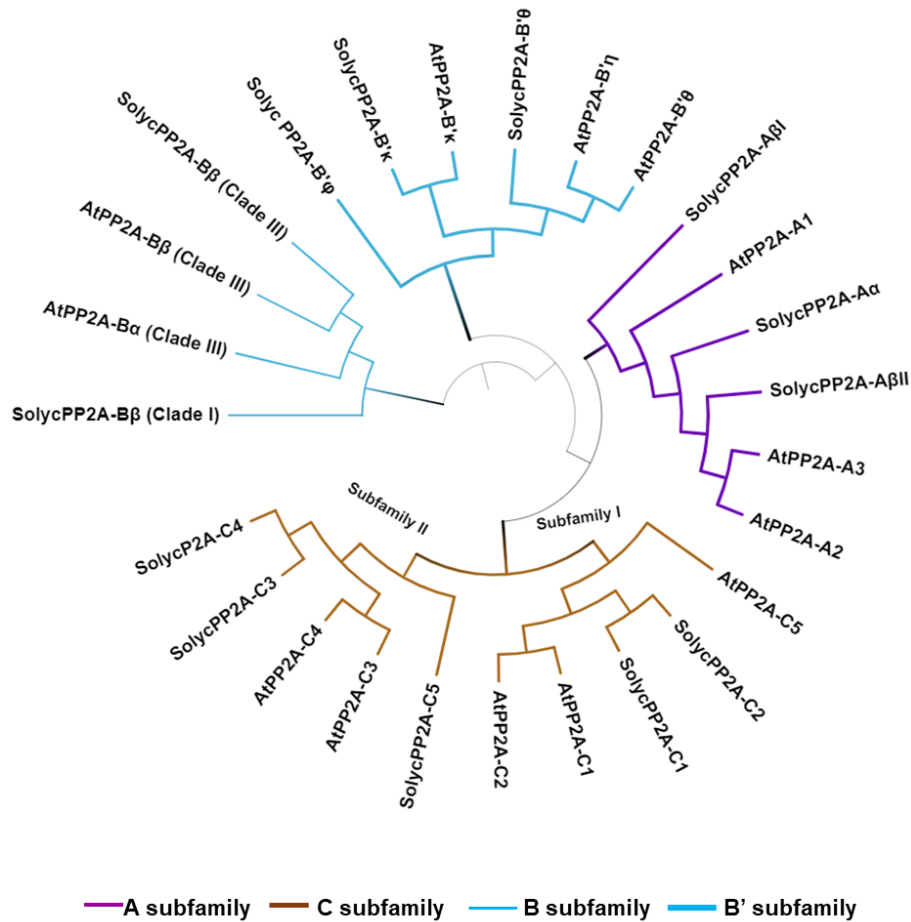 SolycPP2A-Bβ (Clade I)
AtPP2A-Bα (Clade III)
AtPP2A-Bβ (Clade III)
SolycPP2A-Bβ (Clade III)
Solyc PP2A-B'φ
SolycPP2A-B'κ
AtPP2A-B'κ
SolycPP2A-B'θ
AtPP2A-B'η
AtPP2A-B'θ
SolycPP2A-AβI
AtPP2A-A1
SolycPP2A-Aα
SolycPP2A-AβII
AtPP2A-A3
AtPP2A-A2
AtPP2A-C5
SolycPP2A-C2
SolycPP2A-C1
AtPP2A-C1
AtPP2A-C2
SolycPP2A-C5
AtPP2A-C3
AtPP2A-C4
SolycPP2A-C3
SolycP2A-C4
Subfamily II
Subfamily I
A subfamily
C subfamily
B subfamily
B' subfamily